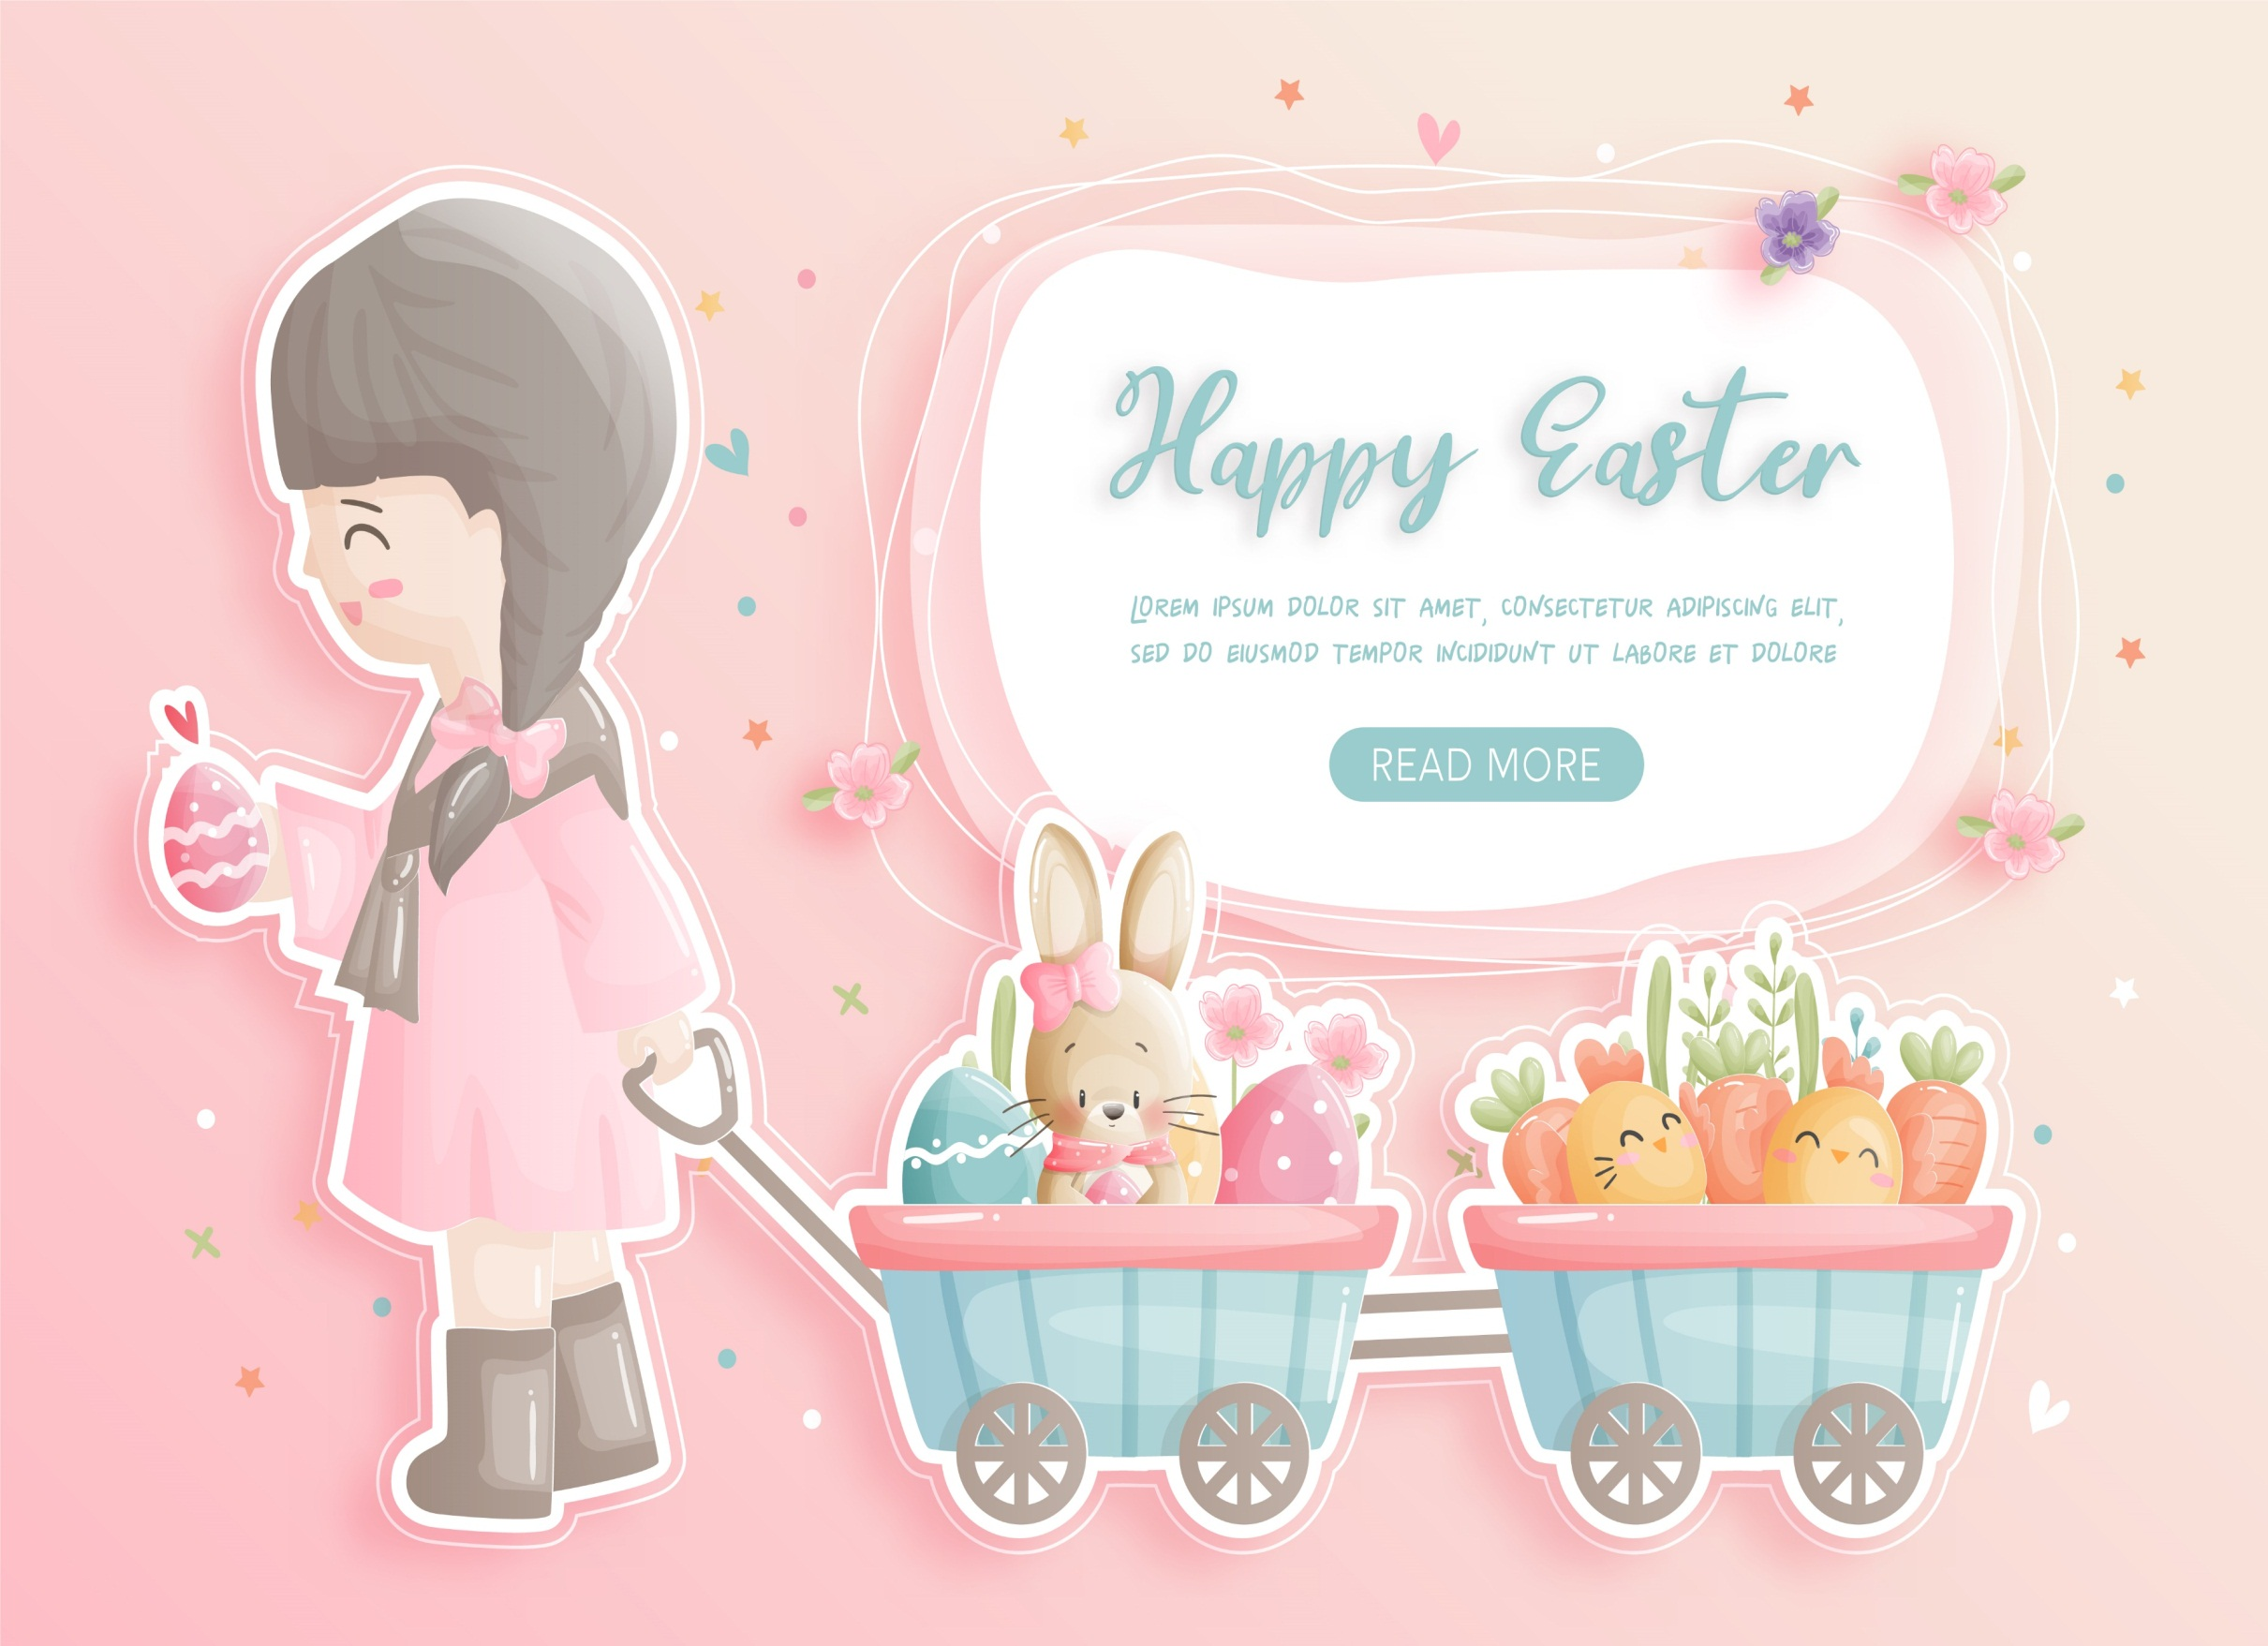 Happy Easter
Lorem ipsum dolor sit amet, consectetur adipiscing elit,
sed do eiusmod tempor incididunt ut labore et dolore
READ MORE